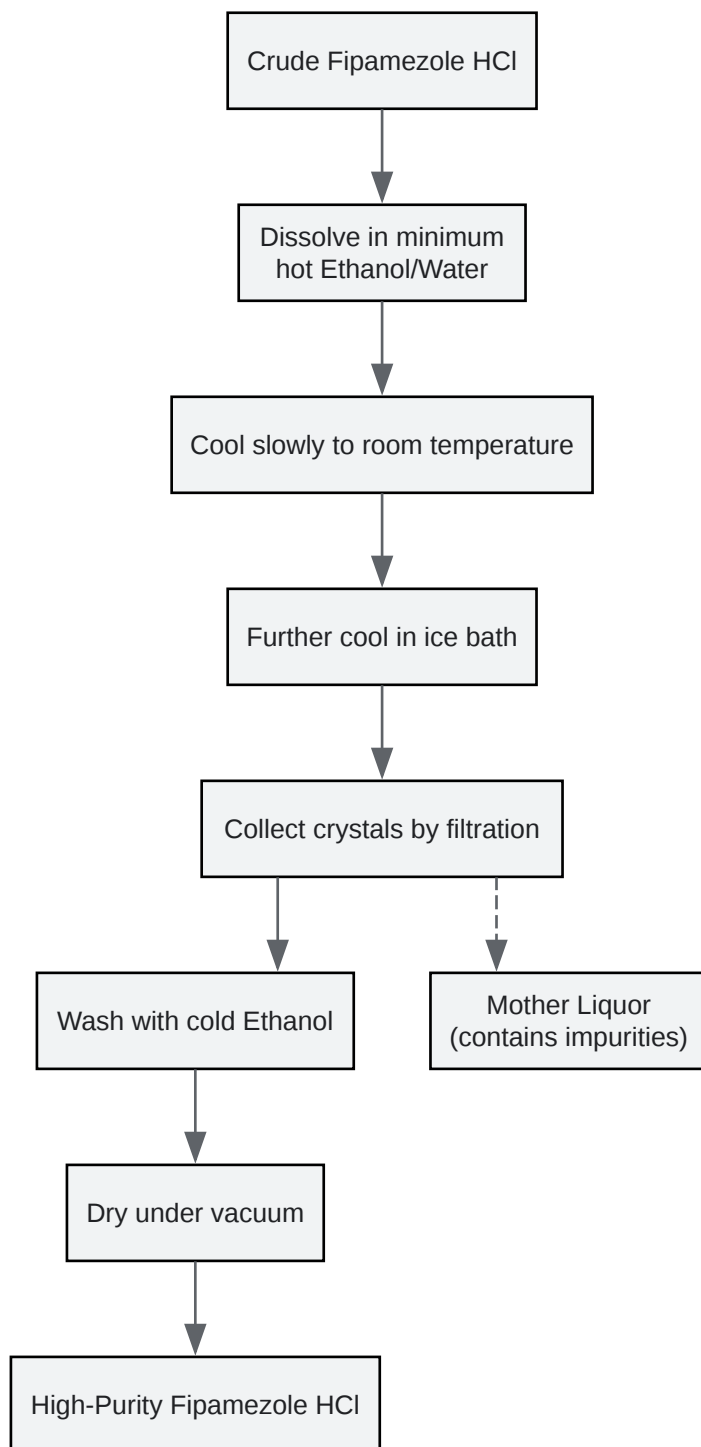 Crude Fipamezole HCl
Dissolve in minimum
hot Ethanol/Water
Cool slowly to room temperature
Further cool in ice bath
Collect crystals by filtration
Wash with cold Ethanol
Mother Liquor
(contains impurities)
Dry under vacuum
High-Purity Fipamezole HCl